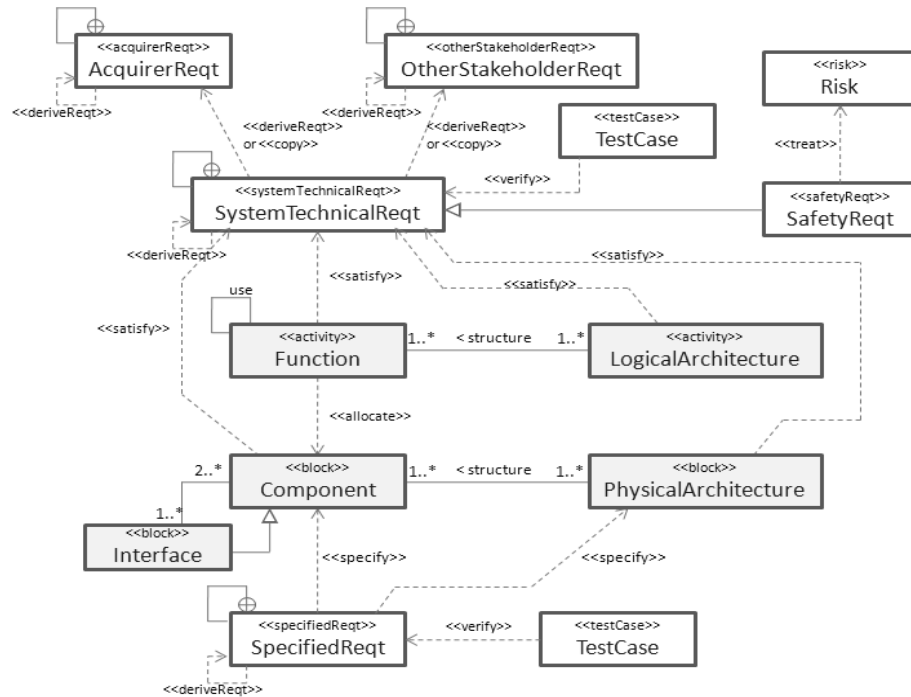 <<acquirerReqt>>
AcquirerReqt
<<deriveReqt>>
<<otherStakeholderReqt>>
OtherStakeholderReqt
<<deriveReqt>>
<<risk>>
Risk
<<deriveReqt>>
or <<copy>>
<<deriveReqt>>
or <<copy>>
<<testCase>>
TestCase
<<treat>>
<<verify>>
<<systemTechnicalReqt>>
SystemTechnicalReqt
<<safetyReqt>>
SafetyReqt
<<deriveReqt>>
<<satisfy>>
<<satisfy>>
<<satisfy>>
<<satisfy>>
use
<<activity>>
Function
1..*
< structure
1..*
<<activity>>
LogicalArchitecture
<<allocate>>
2..*
<<block>>
Component
1..*
< structure
1..*
<<block>>
PhysicalArchitecture
1..*
<<block>>
Interface
<<specify>>
<<specify>>
<<specifiedReqt>>
SpecifiedReqt
<<verify>>
<<testCase>>
TestCase
<<deriveReqt>>